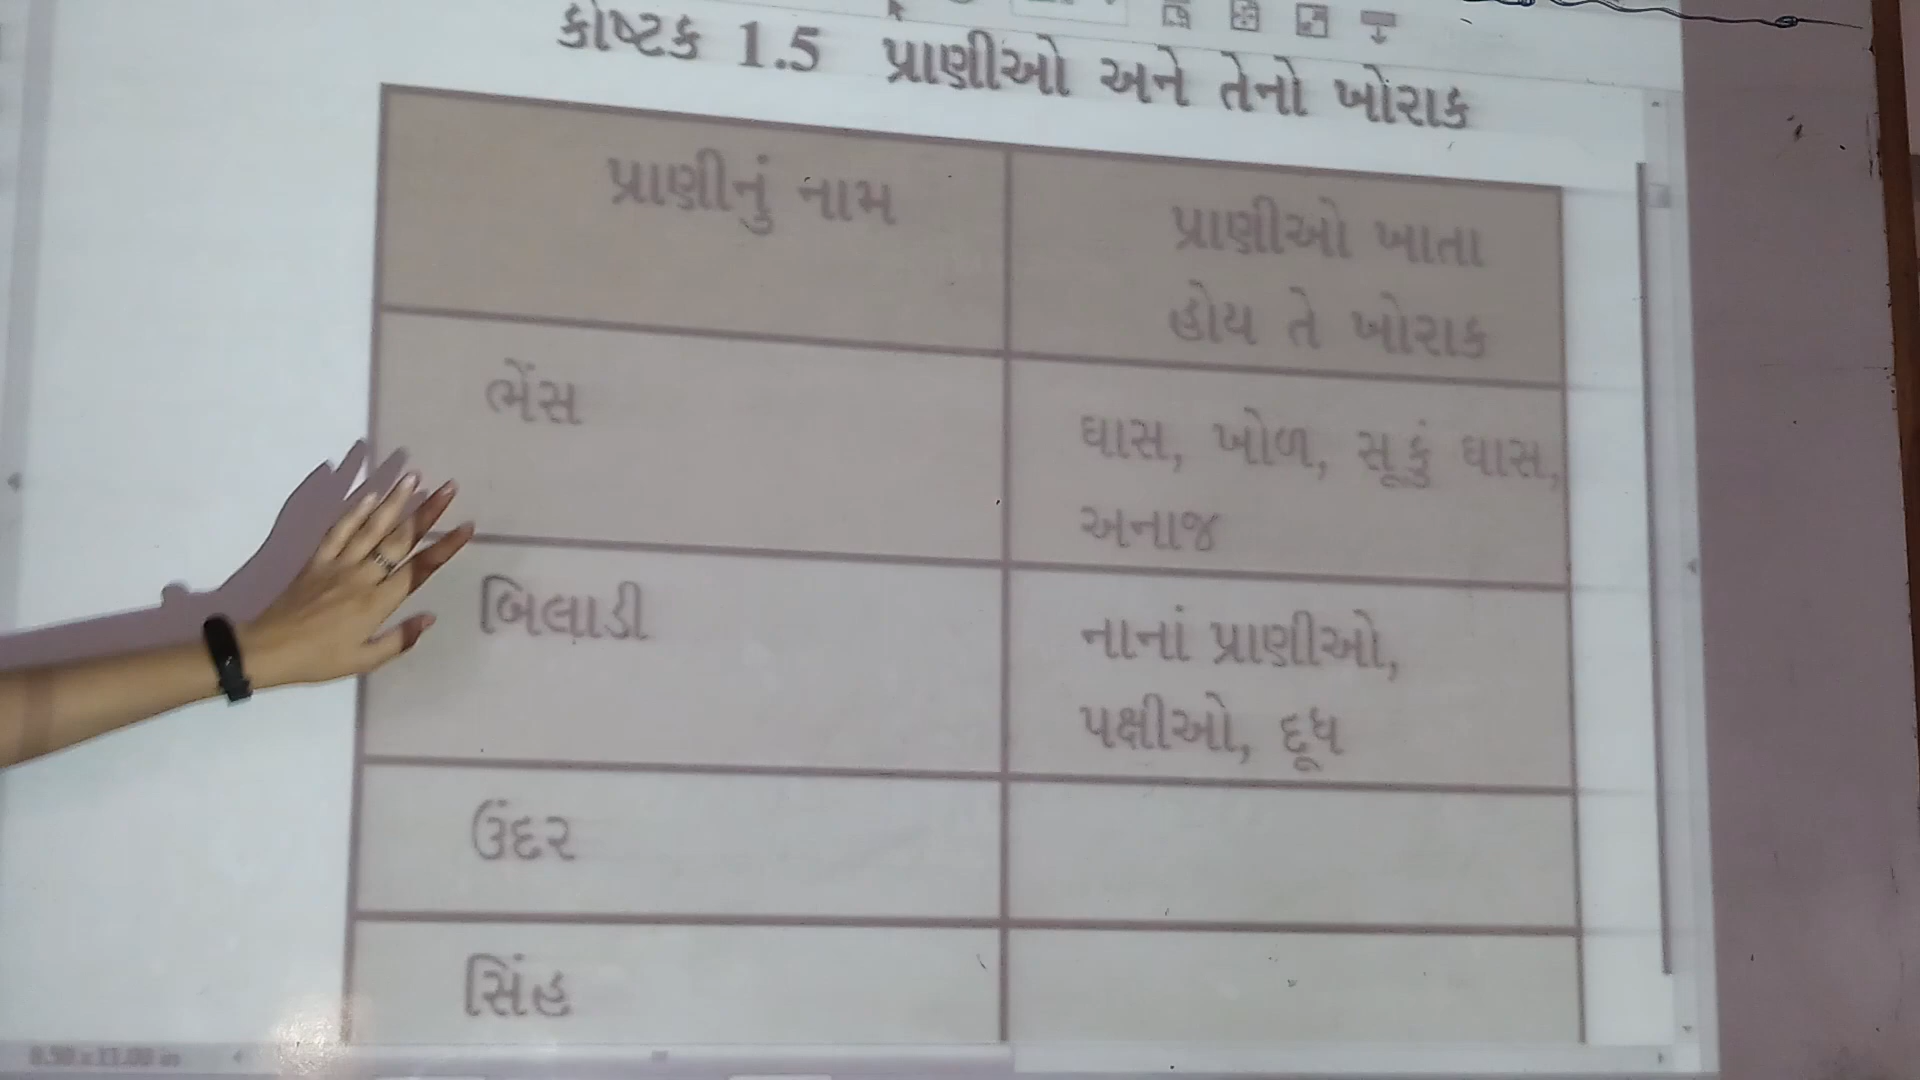 કોષ્ટક 1.5 પ્રાણીઓ અને તેનો ખોરાક
પ્રાણીનું નામ
પ્રાણીઓ ખાતા
હોય તે ખોરાક
ભેંસ
ઘાસ, ખોળ, સૂકું ઘાસ,
અનાજ
બિલાડી
નાનાં પ્રાણીઓ,
પક્ષીઓ, દૂધ
ઉંદર
સિંહ